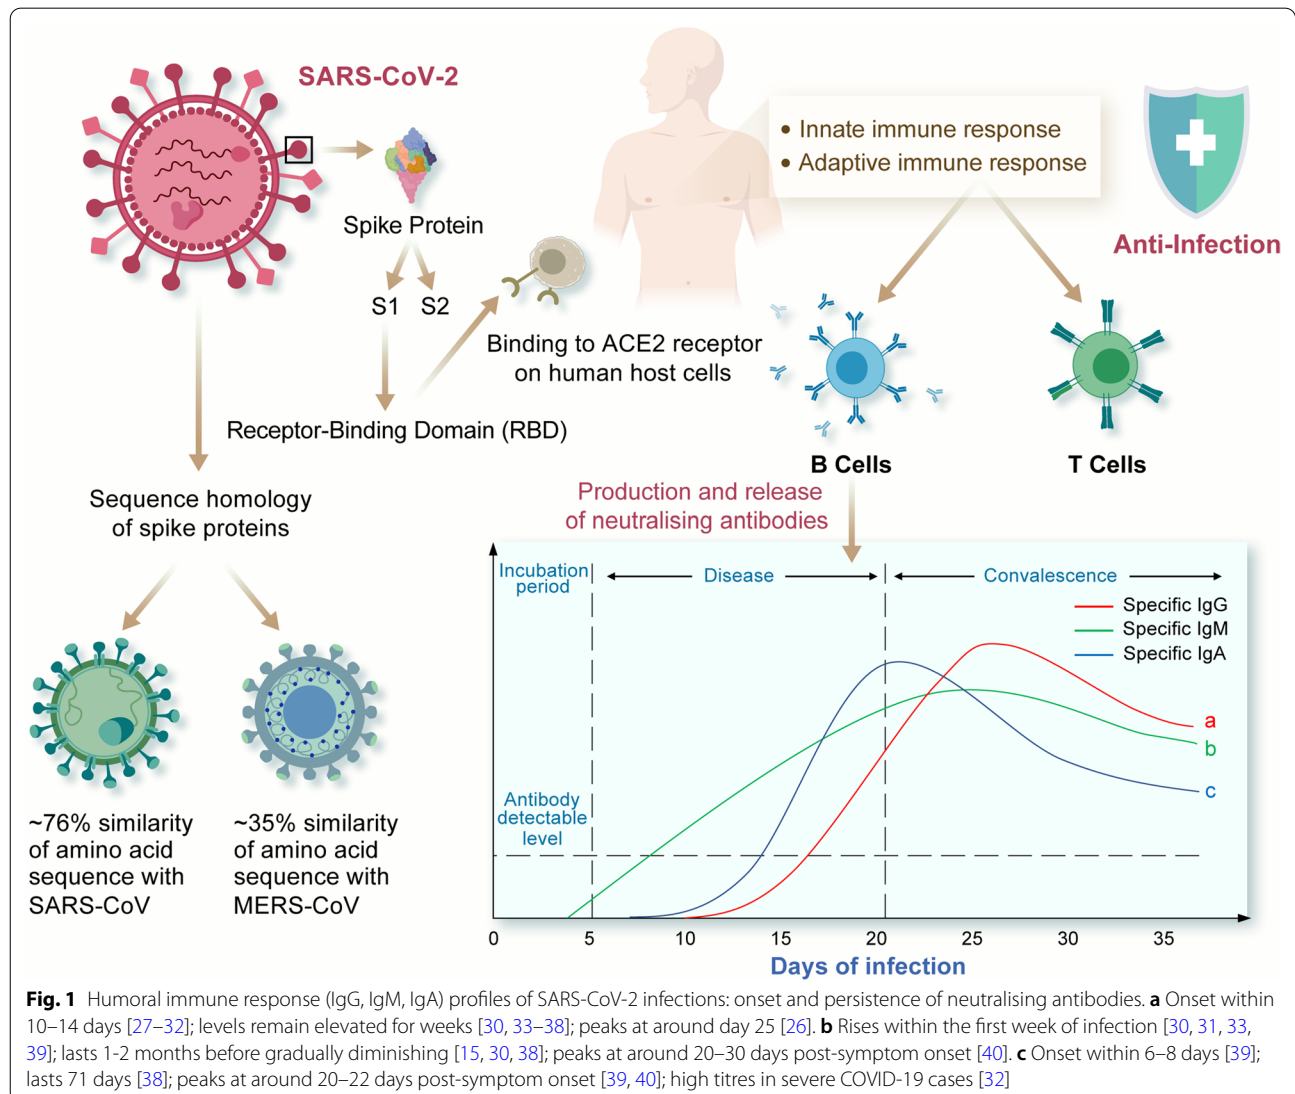 SARS-CoV-2
Spike Protein
S1 S2
Binding to ACE2 receptor
on human host cells
Receptor-Binding Domain (RBD)
Sequence homology
of spike proteins
~76% similarity
of amino acid
sequence with
SARS-CoV
~35% similarity
of amino acid
sequence with
MERS-CoV
• Innate immune response
• Adaptive immune response
Anti-Infection
B Cells
T Cells
Production and release
of neutralising antibodies
Incubation
period
Disease
Convalescence
Specific IgG
Specific IgM
Specific IgA
a
b
c
Antibody
detectable
level
0 5 10 15 20 25 30 35
Days of infection
Fig. 1 Humoral immune response (IgG, IgM, IgA) profiles of SARS-CoV-2 infections: onset and persistence of neutralising antibodies. a Onset within
10–14 days [27–32]; levels remain elevated for weeks [30, 33–38]; peaks at around day 25 [26]. b Rises within the first week of infection [30, 31, 33,
39]; lasts 1-2 months before gradually diminishing [15, 30, 38]; peaks at around 20–30 days post-symptom onset [40]. c Onset within 6–8 days [39];
lasts 71 days [38]; peaks at around 20–22 days post-symptom onset [39, 40]; high titres in severe COVID-19 cases [32]